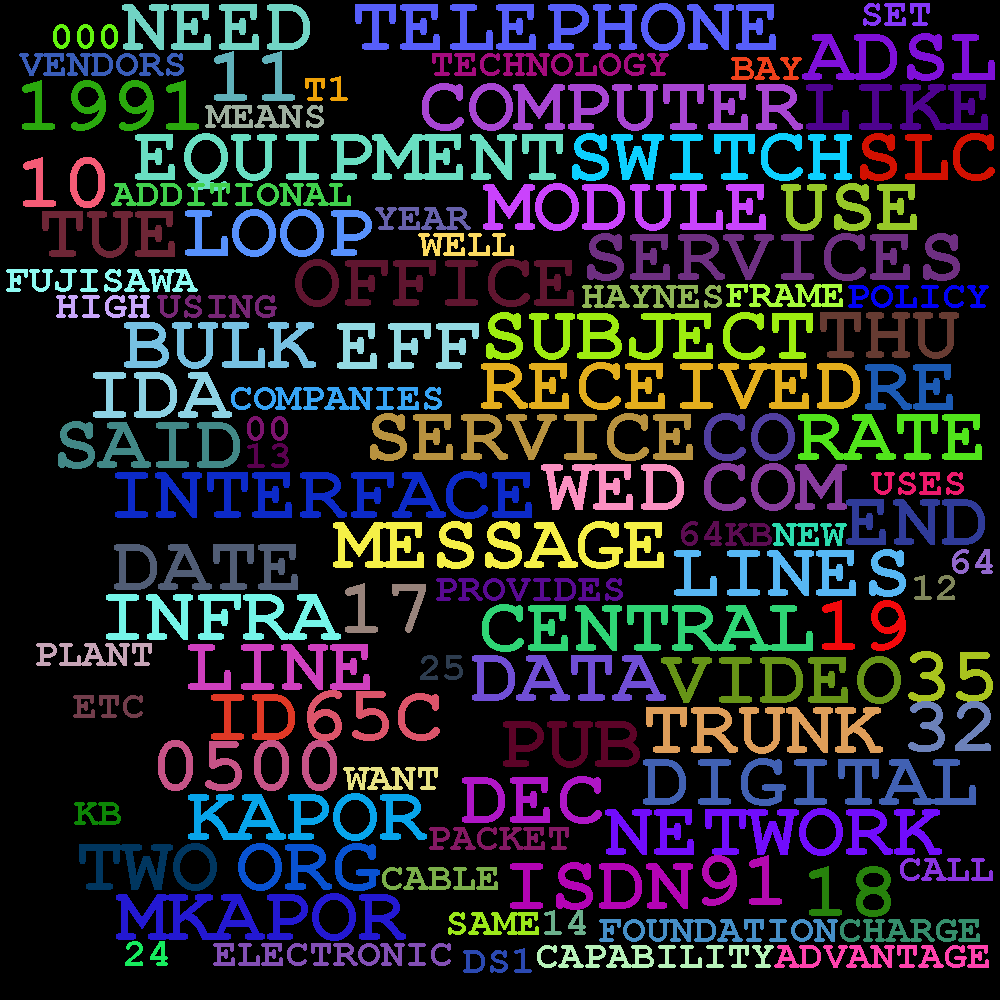 000 NEED TELEPHONE SET
VENDORS 11 T1 TECHNOLOGY BAY ADSL
1991 MEANS COMPUTER LIKE
EQUIPMENT SWITCH SLC
10 ADDITIONAL MODULE USE
TUE LOOP YEAR WELL SERVICES
FUJISAWA OFFICE HAYNES FRAME POLICY
HIGH USING
BULK EFF SUBJECT THU
IDA COMPANIES RECEIVED RE
SAID 00 SERVICE CO RATE
13
INTERFACE WED COM USES
MESSAGE 64KB NEW END
DATE LINES 64
INFRA 17 PROVIDES CENTRAL 19 12
PLANT LINE 25 DATA VIDEO 35
ETC ID 65C PUB TRUNK 32
0500 WANT DEC DIGITAL
KB KAPOR PACKET NETWORK
TWO ORG CABLE ISDN 91 18 CALL
MKAPOR SAME 14 FOUNDATION CHARGE
24 ELECTRONIC DS1 CAPABILITY ADVANTAGE